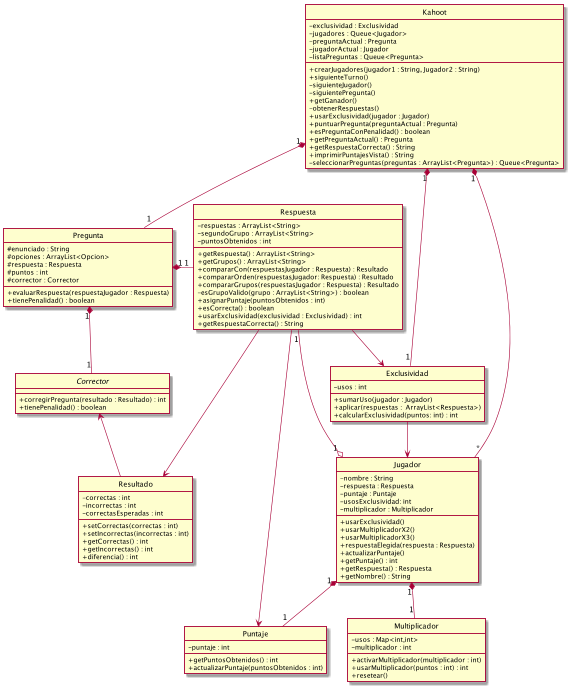 Kahoot
-exclusividad : Exclusividad
-jugadores : Queue<Jugador>
-preguntaActual : Pregunta
-jugadorActual : Jugador
-listaPreguntas : Queue<Pregunta>
+crearJugadores(jugador1 : String, Jugador2 : String)
+siguienteTurno()
-siguienteJugador()
-siguientePregunta()
+getGanador()
-obtenerRespuestas()
+usarExclusividad(jugador : Jugador)
+puntuarPregunta(preguntaActual : Pregunta)
+esPreguntaConPenalidad() : boolean
+getPreguntaActual() : Pregunta
+getRespuestaCorrecta() : String
+imprimirPuntajesVista() : String
-seleccionarPreguntas(preguntas : ArrayList<Pregunta>) : Queue<Pregunta>
1
1
1
1
Pregunta
#enunciado : String
#opciones : ArrayList<Opcion>
#respuesta : Respuesta
#puntos : int
#corrector : Corrector
+evaluarRespuesta(respuestaJugador : Respuesta)
+tienePenalidad() : boolean
1
1
Respuesta
-respuestas : ArrayList<String>
-segundoGrupo : ArrayList<String>
-puntosObtenidos : int
+getRespuesta() : ArrayList<String>
+getGrupos() : ArrayList<String>
+compararCon(respuestasJugador : Respuesta) : Resultado
+compararOrden(respuestasJugador: Respuesta) : Resultado
+compararGrupos(respuestasJugador : Respuesta) : Resultado
-esGrupoValido(grupo : ArrayList<String>) : boolean
+asignarPuntaje(puntosObtenidos : int)
+esCorrecta() : boolean
+usarExclusividad(exclusividad : Exclusividad) : int
+getRespuestaCorrecta() : String
1
1
1
1
Corrector
+corregirPregunta(resultado : Resultado) : int
+tienePenalidad() : boolean
Exclusividad
-usos : int
+sumarUso(jugador : Jugador)
+aplicar(respuestas : ArrayList<Respuesta>)
+calcularExclusividad(puntos: int) : int
1
*
Resultado
-correctas : int
-incorrectas : int
-correctasEsperadas : int
+setCorrectas(correctas : int)
+setIncorrectas(incorrectas : int)
+getCorrectas() : int
+getIncorrectas() : int
+diferencia() : int
Jugador
-nombre : String
-respuesta : Respuesta
-puntaje : Puntaje
-usosExclusividad: int
-multiplicador : Multiplicador
+usarExclusividad()
+usarMultiplicadorX2()
+usarMultiplicadorX3()
+respuestaElegida(respuesta : Respuesta)
+actualizarPuntaje()
+getPuntaje() : int
+getRespuesta() : Respuesta
+getNombre() : String
1
1
1
1
Puntaje
-puntaje : int
+getPuntosObtenidos() : int
+actualizarPuntaje(puntosObtenidos : int)
Multiplicador
-usos : Map<int,int>
-multiplicador : int
+activarMultiplicador(multiplicador : int)
+usarMultiplicador(puntos : int) : int
+resetear()